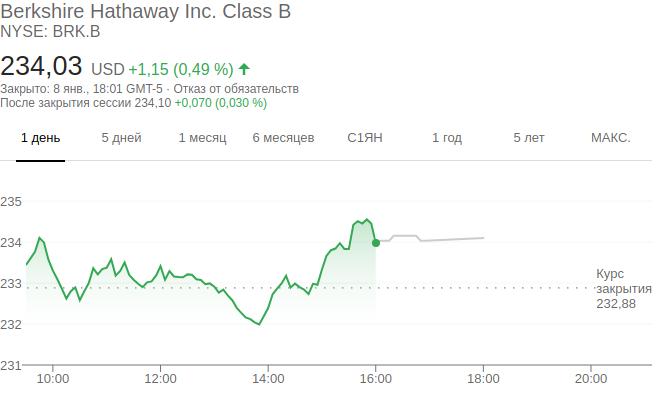 Berkshire Hathaway Inc. Class B
NYSE: BRK.B
234,03 USD +1,15 (0,49 %)
Закрыто: 8 янв., 18:01 GMT-5 · Отказ от обязательств
После закрытия сессии 234,10 +0,070 (0,030 %)
1 день 5 дней 1 месяц 6 месяцев С1ЯН 1 год 5 лет МАКС.
235
234
233
232
231
Курс
закрытия
232,88
10:00 12:00 14:00 16:00 18:00 20:00